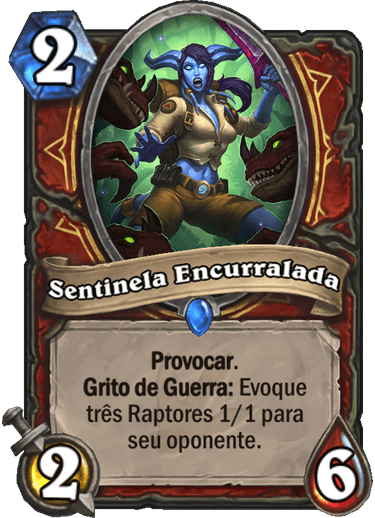 2
Sentinela Encurralada
Provocar.
Grito de Guerra: Evoque
três Raptores 1/1 para
seu oponente.
2
6